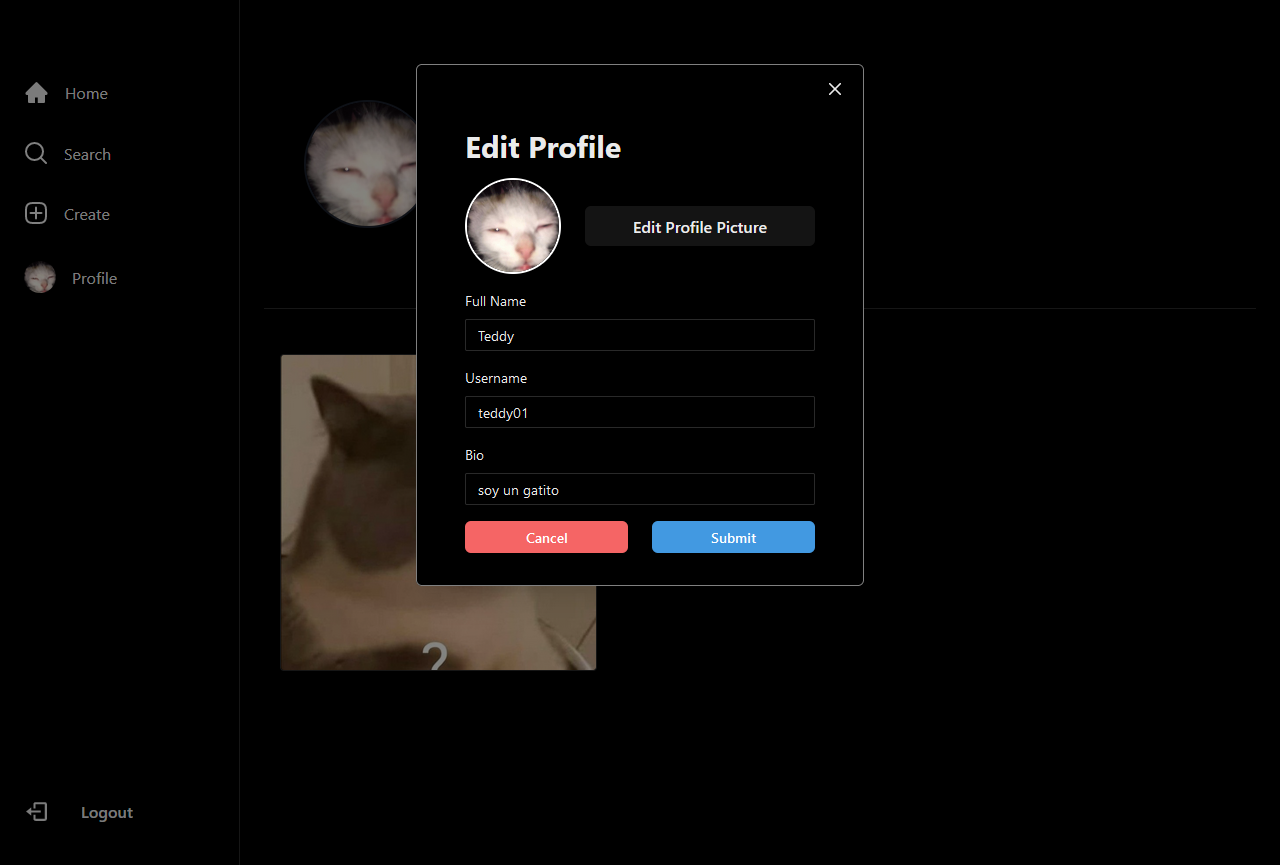 Home
Search
Create
Profile
Logout
Edit Profile
Edit Profile Picture
Full Name
Teddy
Username
teddy01
Bio
soy un gatito
Cancel
Submit
?